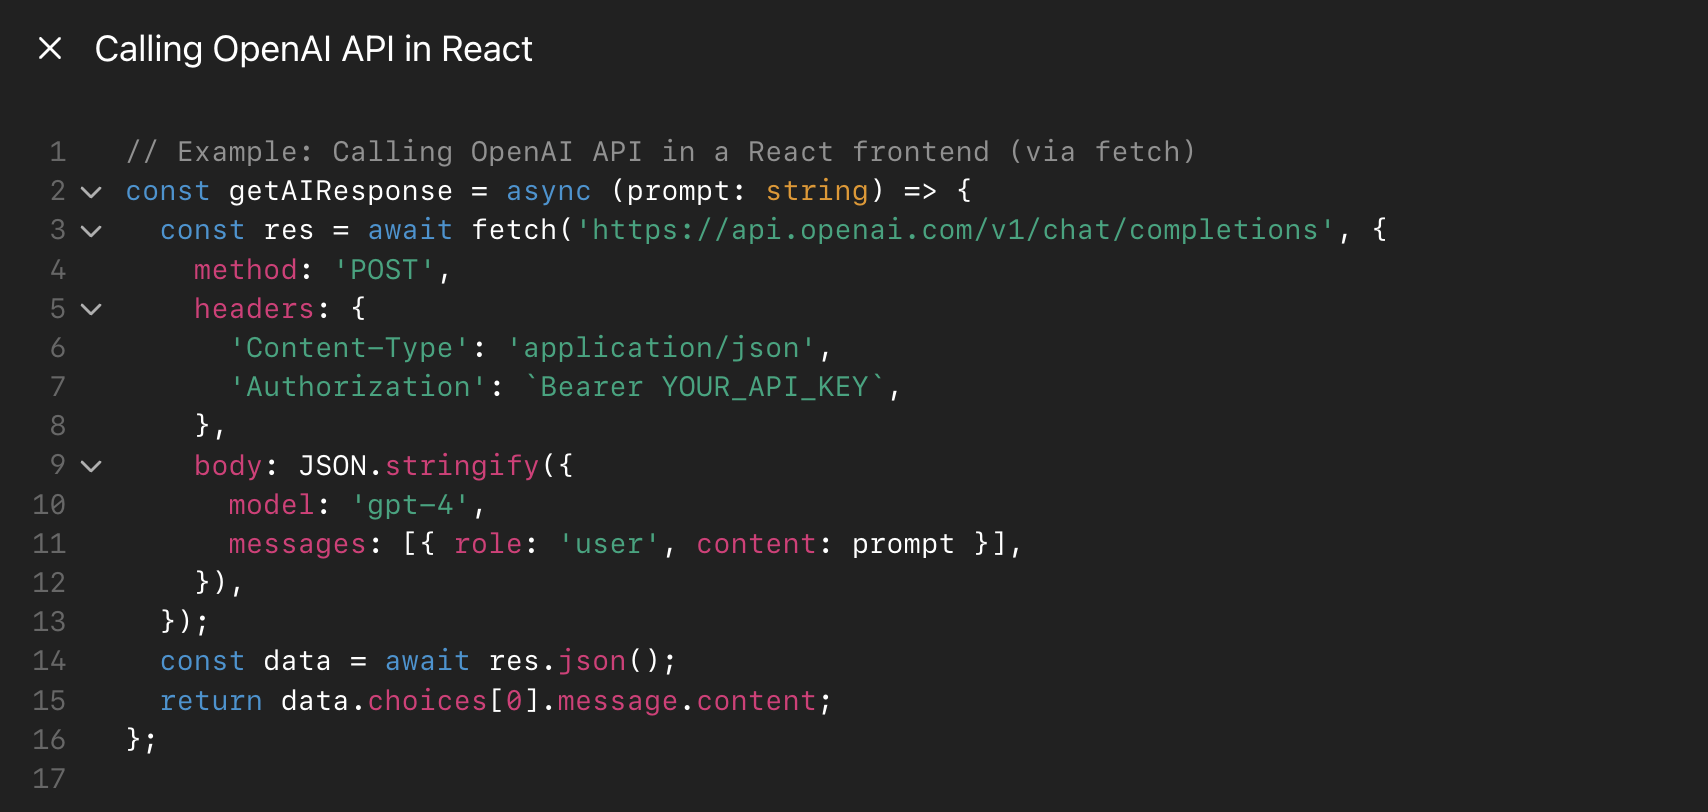 Calling OpenAI API in React
1 // Example: Calling OpenAI API in a React frontend (via fetch)
2 const getAIResponse = async (prompt: string) => {
3   const res = await fetch('https://api.openai.com/v1/chat/completions', {
4     method: 'POST',
5     headers: {
6       'Content-Type': 'application/json',
7       'Authorization': `Bearer YOUR_API_KEY`,
8     },
9     body: JSON.stringify({
10       model: 'gpt-4',
11       messages: [{ role: 'user', content: prompt }],
12     }),
13   });
14   const data = await res.json();
15   return data.choices[0].message.content;
16 };
17